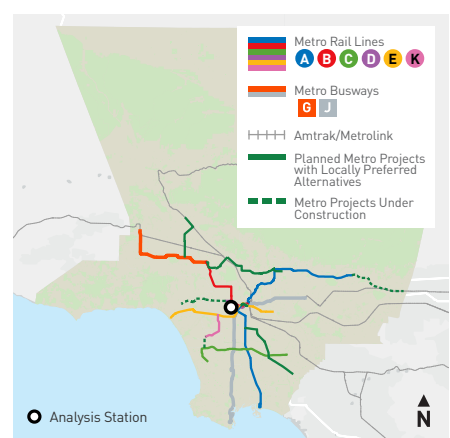 Metro Rail Lines
A B C D E K
Metro Busways
G J
Amtrak/Metrolink
Planned Metro Projects
with Locally Preferred
Alternatives
Metro Projects Under
Construction
Analysis Station
N